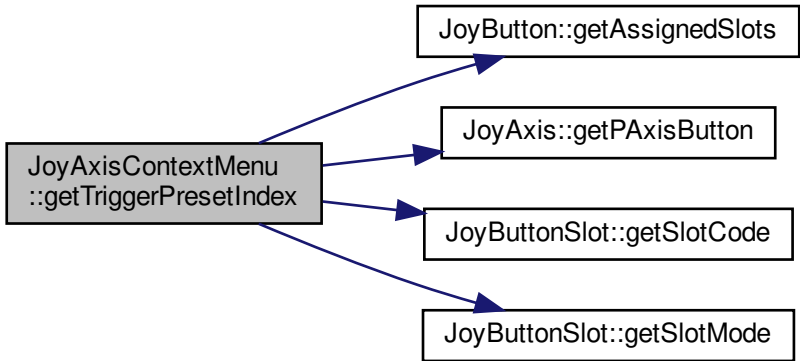 JoyAxisContextMenu
::getTriggerPresetIndex
JoyButton::getAssignedSlots
JoyAxis::getPAxisButton
JoyButtonSlot::getSlotCode
JoyButtonSlot::getSlotMode